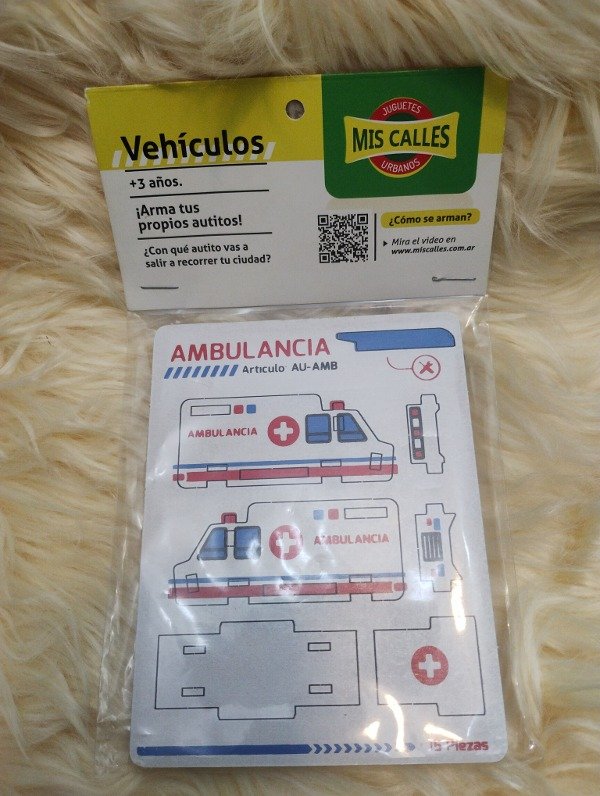 Vehículos
+3 años.
¡Arma tus
propios autitos!
¿Con qué autito vas a
salir a recorrer tu ciudad?
JUGUETES
MIS CALLES
URBANOS
¿Cómo se arman?
Mira el video en
www.miscalles.com.ar
AMBULANCIA
Artículo AU-AMB
AMBULANCIA
AMBULANCIA
15 Piezas